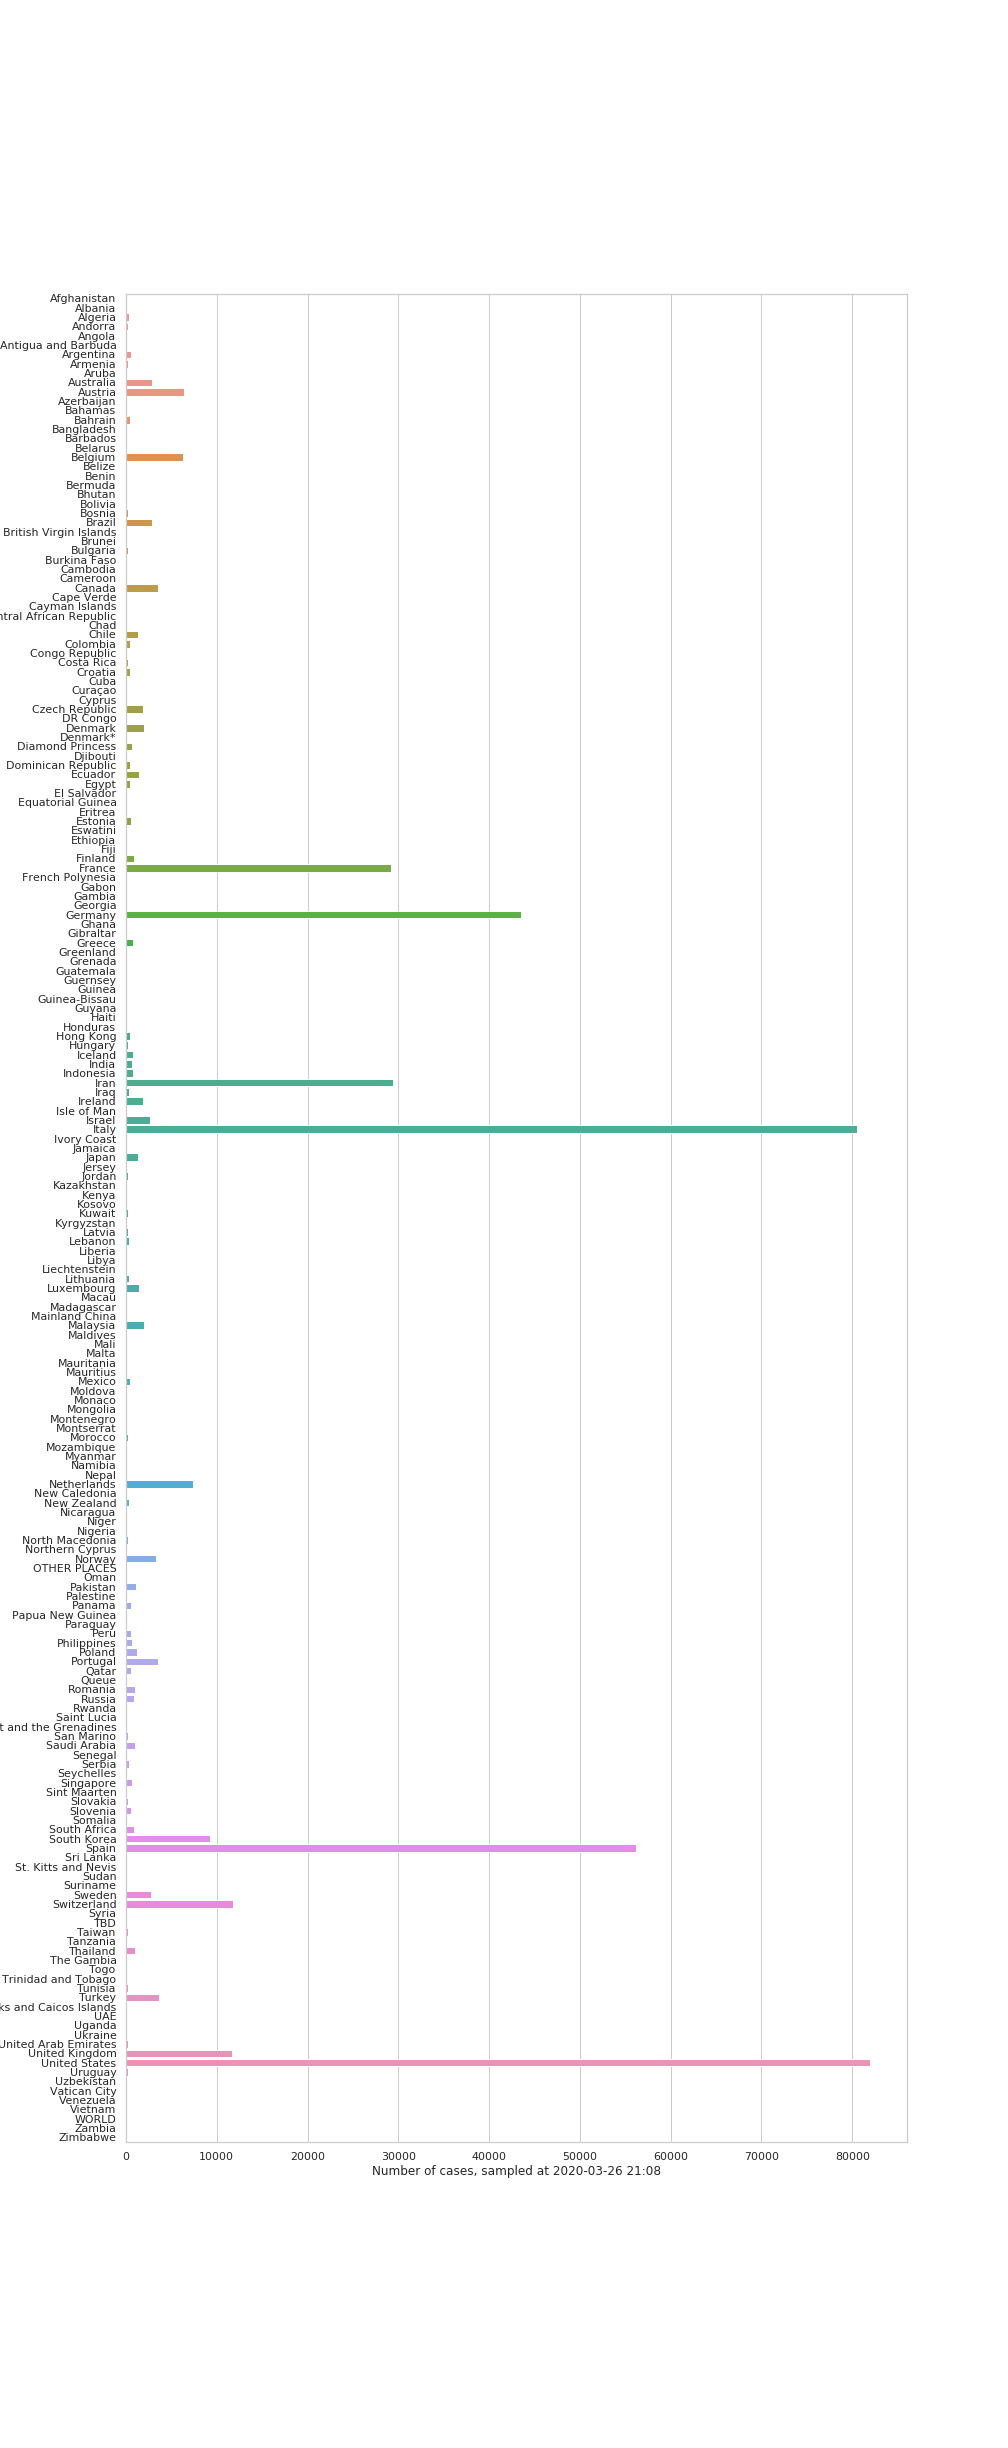 Afghanistan
Albania
Algeria
Andorra
Angola
Antigua and Barbuda
Argentina
Armenia
Aruba
Australia
Austria
Azerbaijan
Bahamas
Bahrain
Bangladesh
Barbados
Belarus
Belgium
Belize
Benin
Bermuda
Bhutan
Bolivia
Bosnia
Brazil
British Virgin Islands
Brunei
Bulgaria
Burkina Faso
Cambodia
Cameroon
Canada
Cape Verde
Cayman Islands
ntral African Republic
Chad
Chile
Colombia
Congo Republic
Costa Rica
Croatia
Cuba
Curaçao
Cyprus
Czech Republic
DR Congo
Denmark
Denmark*
Diamond Princess
Djibouti
Dominican Republic
Ecuador
Egypt
El Salvador
Equatorial Guinea
Eritrea
Estonia
Eswatini
Ethiopia
Fiji
Finland
France
French Polynesia
Gabon
Gambia
Georgia
Germany
Ghana
Gibraltar
Greece
Greenland
Grenada
Guatemala
Guernsey
Guinea
Guinea-Bissau
Guyana
Haiti
Honduras
Hong Kong
Hungary
Iceland
India
Indonesia
Iran
Iraq
Ireland
Isle of Man
Israel
Italy
Ivory Coast
Jamaica
Japan
Jersey
Jordan
Kazakhstan
Kenya
Kosovo
Kuwait
Kyrgyzstan
Latvia
Lebanon
Liberia
Libya
Liechtenstein
Lithuania
Luxembourg
Macau
Madagascar
Mainland China
Malaysia
Maldives
Mali
Malta
Mauritania
Mauritius
Mexico
Moldova
Monaco
Mongolia
Montenegro
Montserrat
Morocco
Mozambique
Myanmar
Namibia
Nepal
Netherlands
New Caledonia
New Zealand
Nicaragua
Niger
Nigeria
North Macedonia
Northern Cyprus
Norway
OTHER PLACES
Oman
Pakistan
Palestine
Panama
Papua New Guinea
Paraguay
Peru
Philippines
Poland
Portugal
Qatar
Queue
Romania
Russia
Rwanda
Saint Lucia
t and the Grenadines
San Marino
Saudi Arabia
Senegal
Serbia
Seychelles
Singapore
Sint Maarten
Slovakia
Slovenia
Somalia
South Africa
South Korea
Spain
Sri Lanka
St. Kitts and Nevis
Sudan
Suriname
Sweden
Switzerland
Syria
TBD
Taiwan
Tanzania
Thailand
The Gambia
Togo
Trinidad and Tobago
Tunisia
Turkey
ks and Caicos Islands
UAE
Uganda
Ukraine
United Arab Emirates
United Kingdom
United States
Uruguay
Uzbekistan
Vatican City
Venezuela
Vietnam
WORLD
Zambia
Zimbabwe
0 10000 20000 30000 40000 50000 60000 70000 80000
Number of cases, sampled at 2020-03-26 21:08